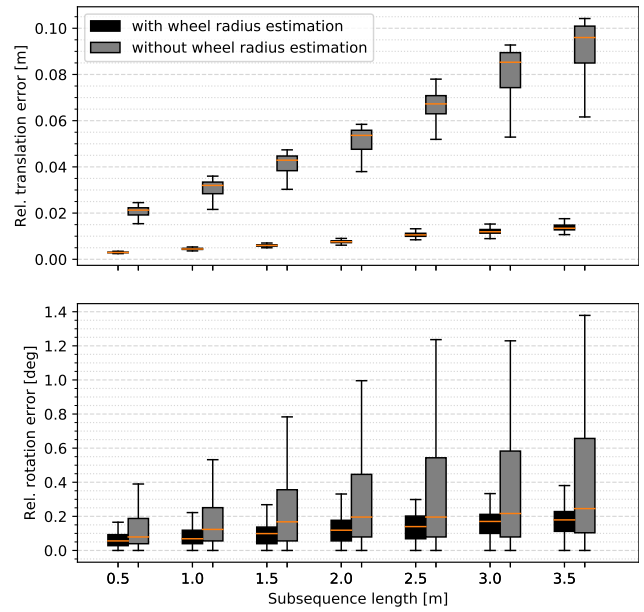 with wheel radius estimation
without wheel radius estimation
Rel. translation error [m]
0.10
0.08
0.06
0.04
0.02
0.00
Rel. rotation error [deg]
1.4
1.2
1.0
0.8
0.6
0.4
0.2
0.0
0.5 1.0 1.5 2.0 2.5 3.0 3.5
Subsequence length [m]